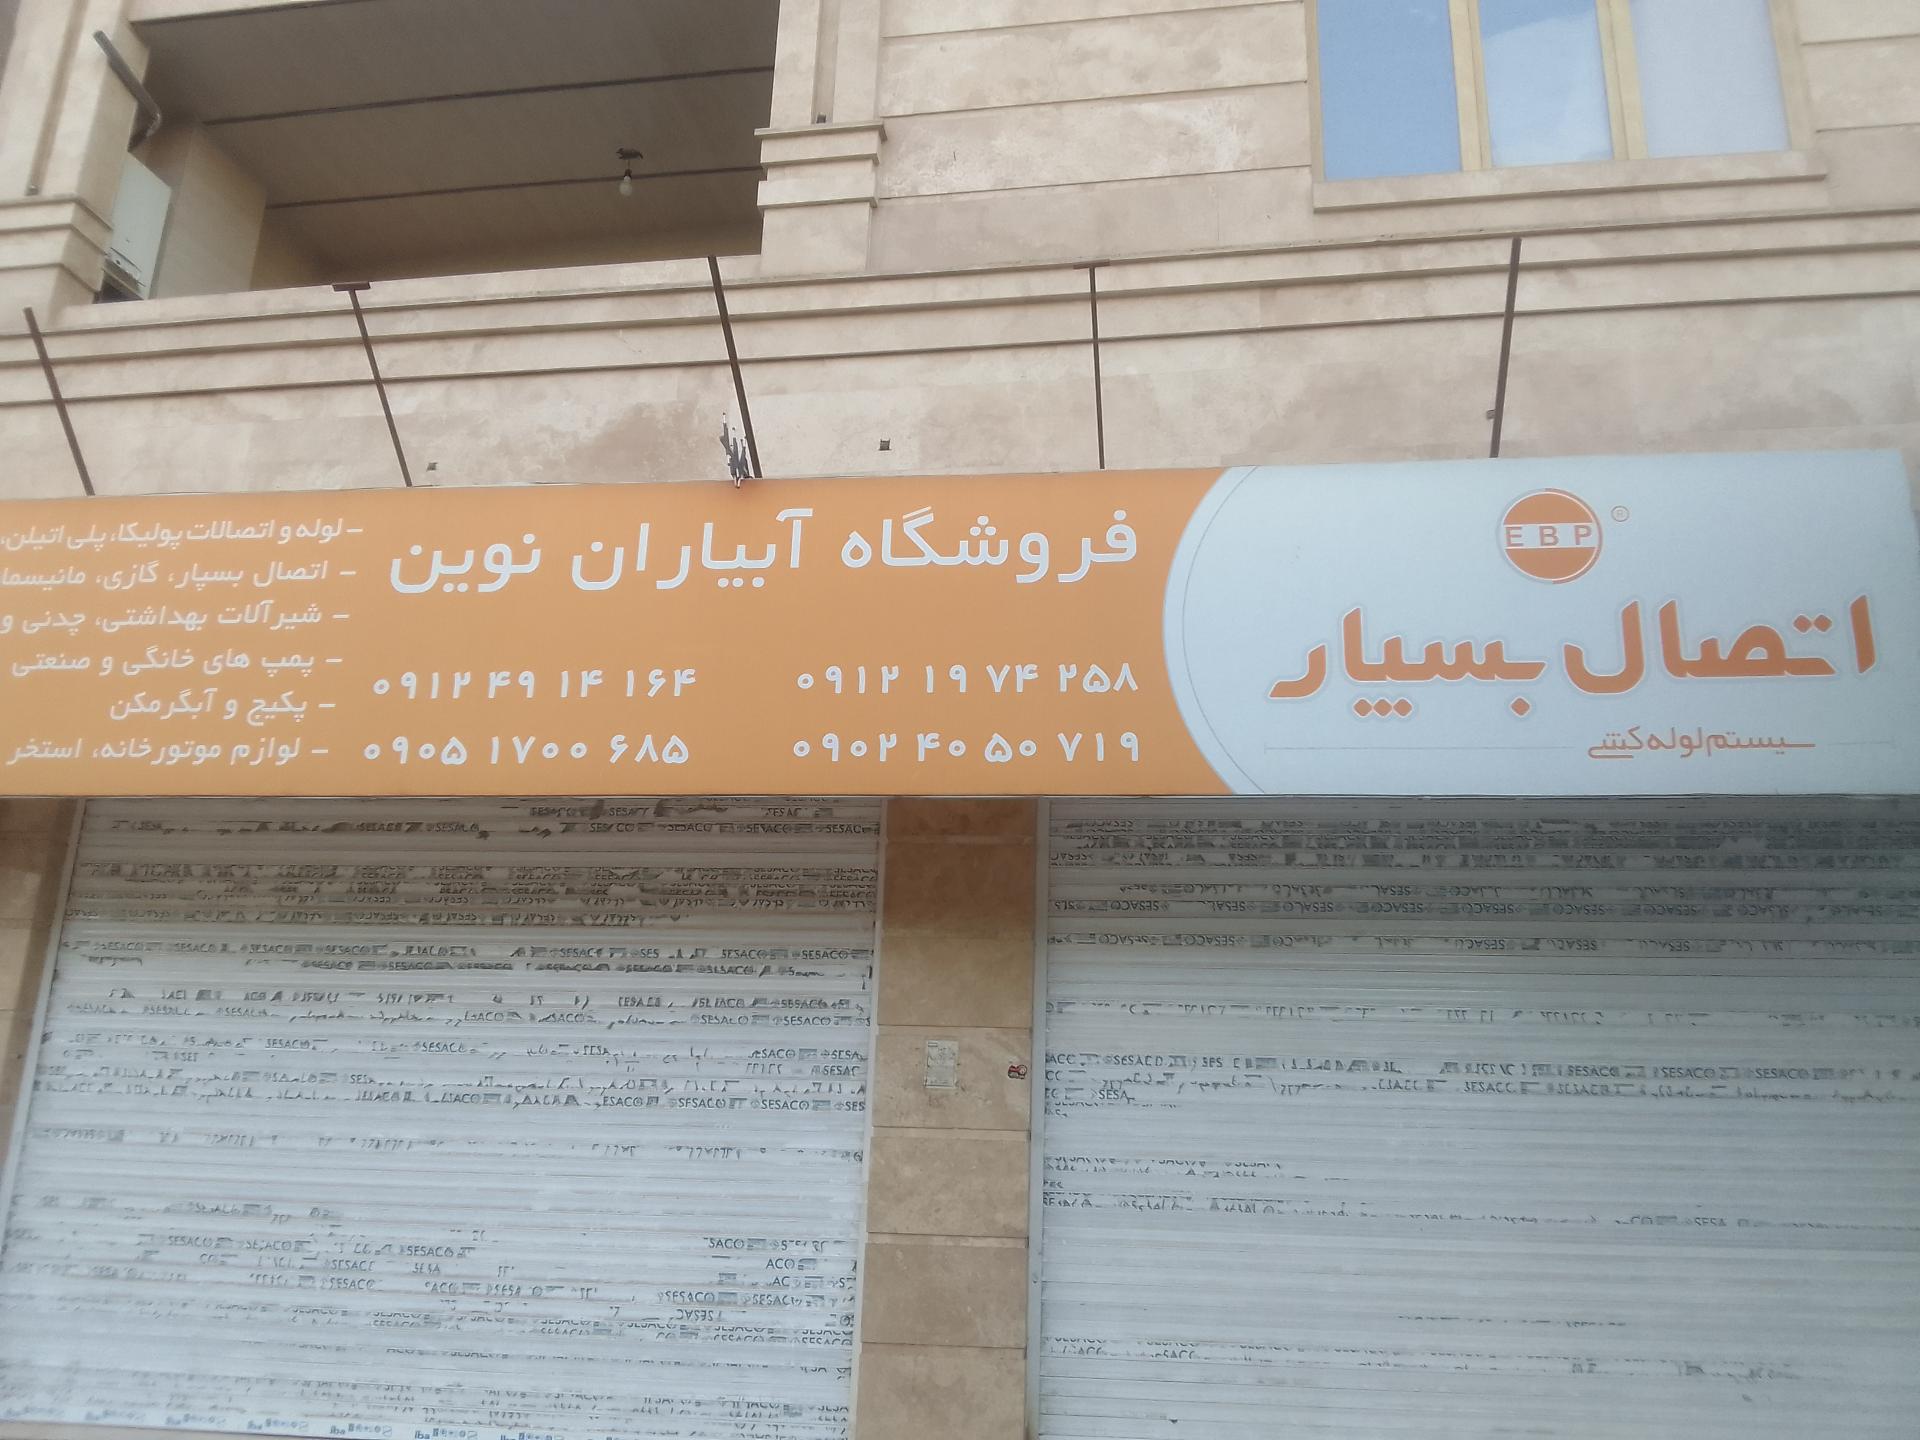 EBP
®
اتصال بسپار
سیستم لوله کشی
فروشگاه آبیاران نوین
۰۹۱۲ ۱۹ ۷۴ ۲۵۸
۰۹۰۲ ۴۰ ۵۰ ۷۱۹
۰۹۱۲ ۴۹ ۱۴ ۱۶۴
۰۹۰۵ ۱۷۰۰ ۶۸۵
- لوله و اتصالات پولیکا، پلی اتیلن،
- اتصال بسپار، گازی، مانیسما
- شیرآلات بهداشتی، چدنی و
- پمپ های خانگی و صنعتی
- پکیج و آبگرمکن
- لوازم موتورخانه، استخر
SESACO